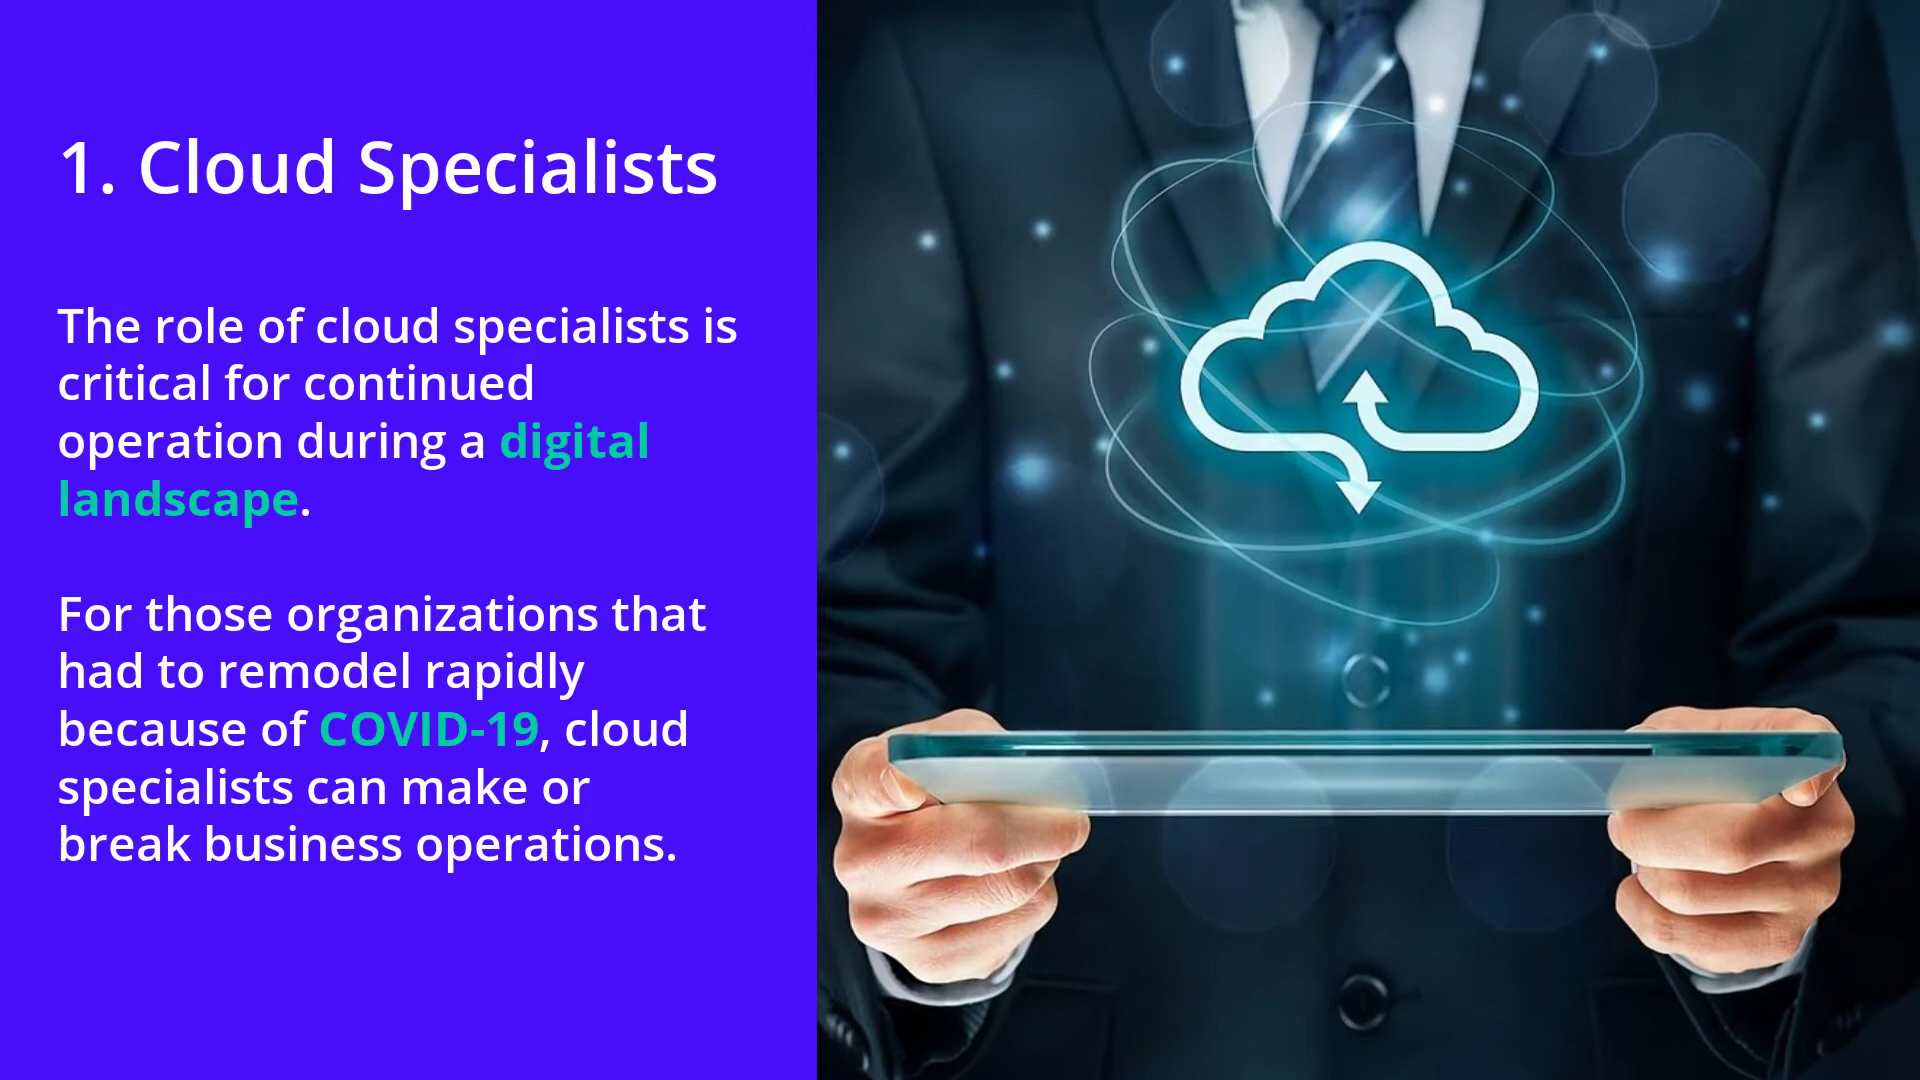 1. Cloud Specialists
The role of cloud specialists is
critical for continued
operation during a digital
landscape.
For those organizations that
had to remodel rapidly
because of COVID-19, cloud
specialists can make or
break business operations.